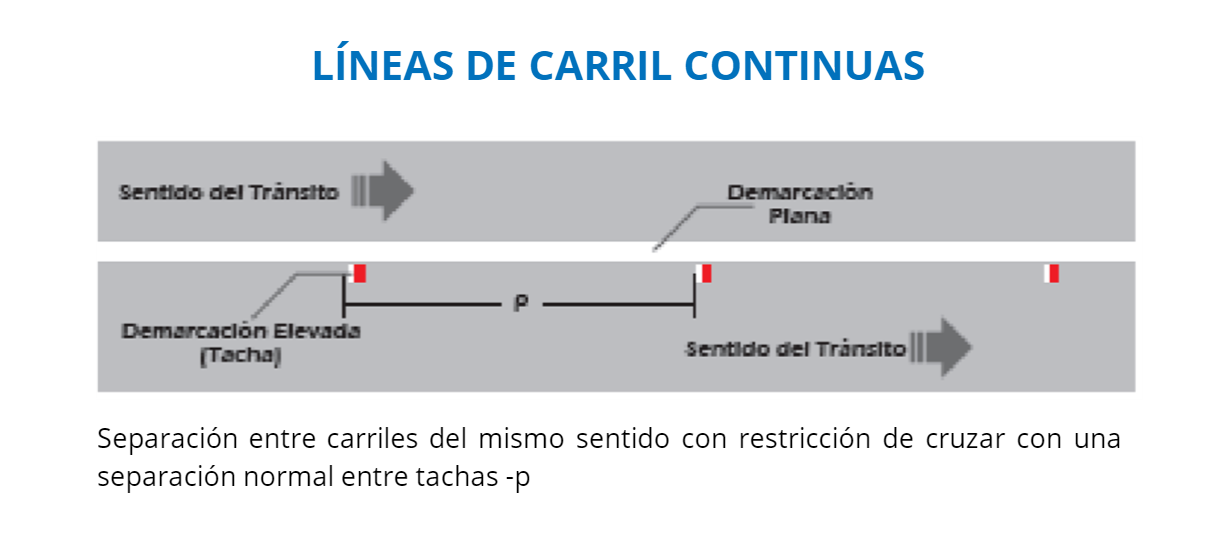 LÍNEAS DE CARRIL CONTINUAS
Sentido del Tránsito
Demarcación
Plana
P
Demarcación Elevada
(Tacha)
Sentido del Tránsito
Separación entre carriles del mismo sentido con restricción de cruzar con una
separación normal entre tachas -p